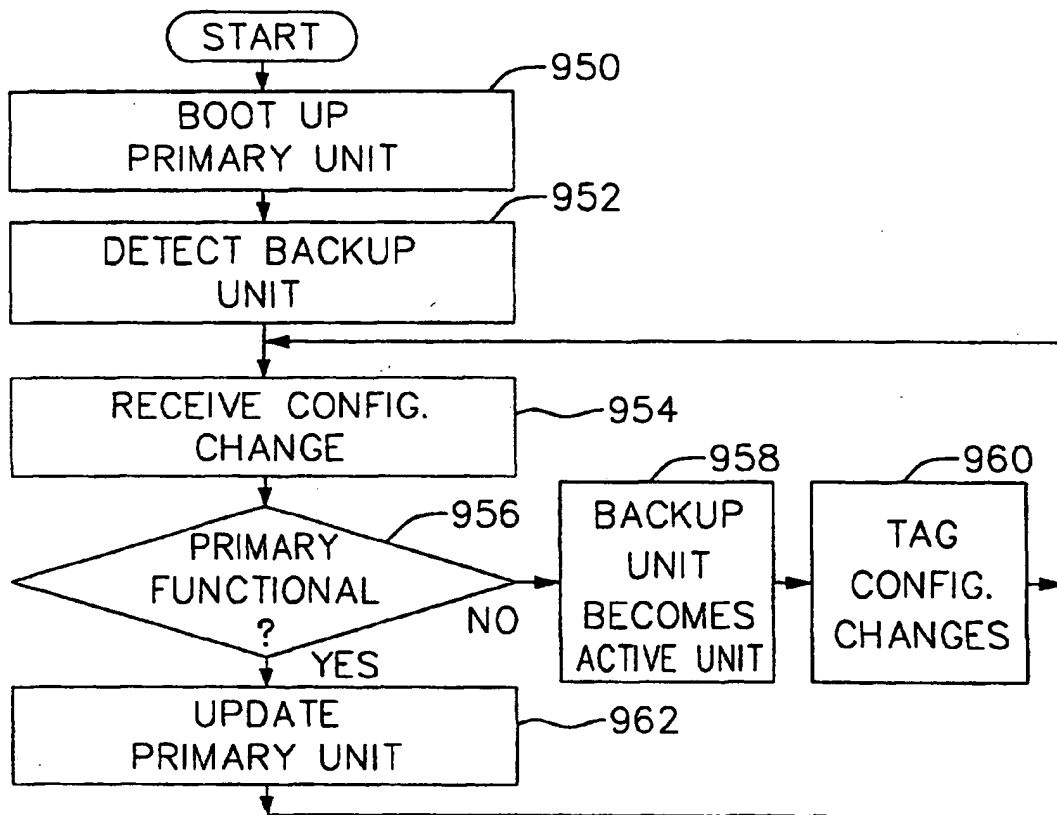 START
950
BOOT UP
PRIMARY UNIT
952
DETECT BACKUP
UNIT
RECEIVE CONFIG.
CHANGE
954
956
PRIMARY
FUNCTIONAL
?
NO
YES
958
BACKUP
UNIT
BECOMES
ACTIVE UNIT
960
TAG
CONFIG.
CHANGES
UPDATE
PRIMARY UNIT
962